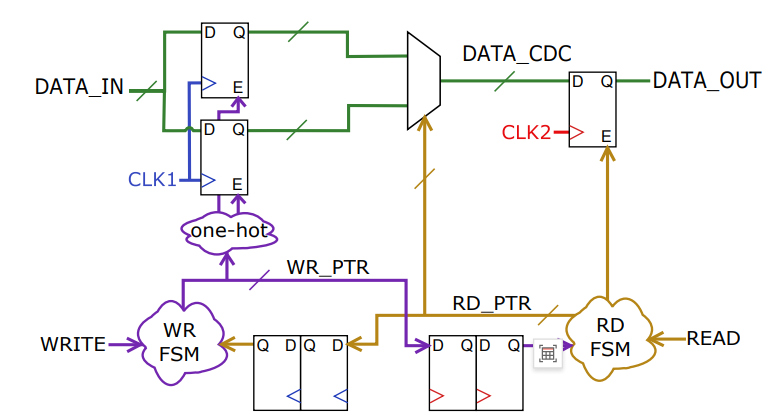 D Q
DATA_CDC
DATA_IN
E
D Q
DATA_OUT
D Q
CLK2
E
CLK1
E
one-hot
WR_PTR
RD_PTR
WRITE
WR
FSM
Q D Q D
D Q D Q
RD
FSM
READ